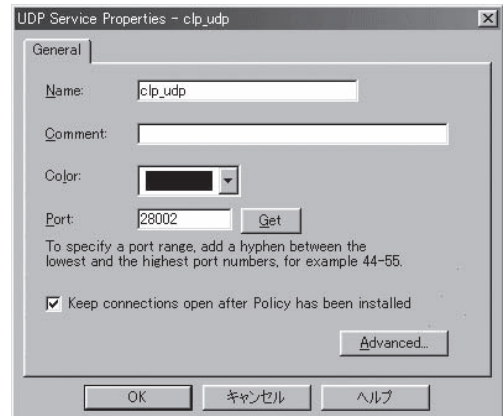 UDP Service Properties - clp_udp
General
Name: clp_udp
Comment:
Color:
Port: 28002 Get
To specify a port range, add a hyphen between the
lowest and the highest port numbers, for example 44-55.
Keep connections open after Policy has been installed
Advanced...
OK キャンセル ヘルプ